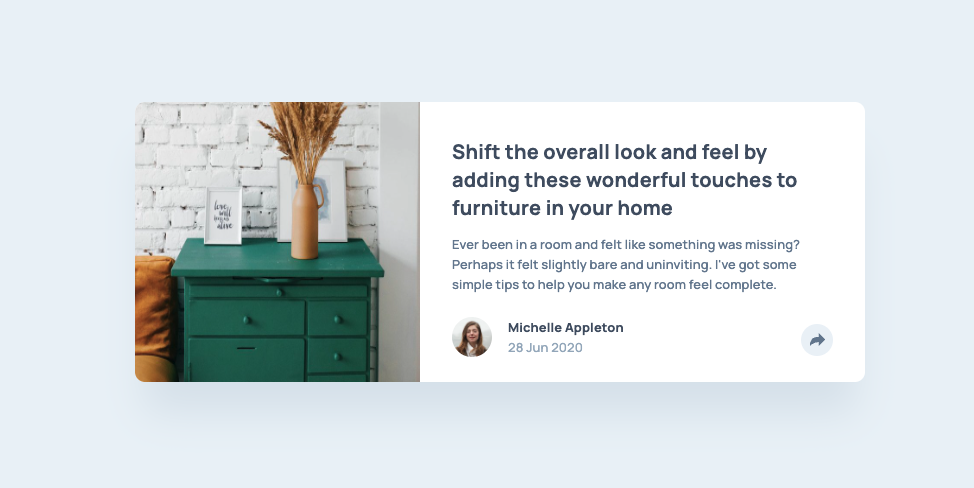 love
will
alive
Shift the overall look and feel by
adding these wonderful touches to
furniture in your home
Ever been in a room and felt like something was missing?
Perhaps it felt slightly bare and uninviting. I've got some
simple tips to help you make any room feel complete.
Michelle Appleton
28 Jun 2020